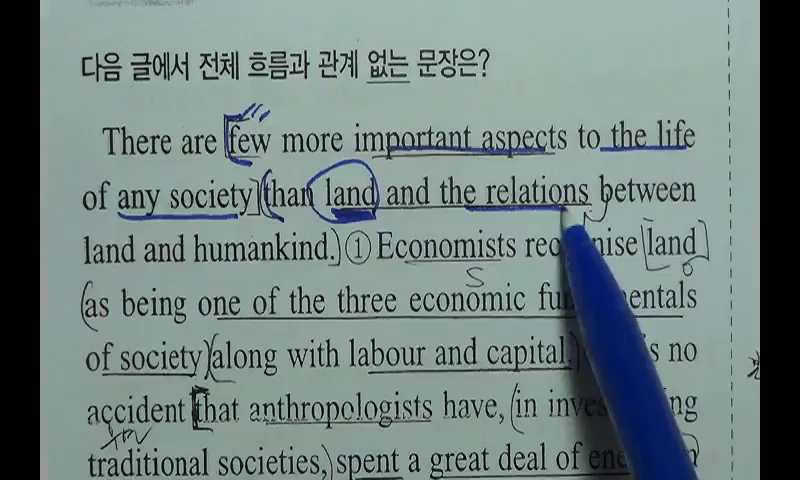 다음 글에서 전체 흐름과 관계 없는 문장은?
There are few more important aspects to the life
of any society than land and the relations between
land and humankind. ① Economists recognise land
as being one of the three economic fundamentals
of society along with labour and capital. is no
accident that anthropologists have, in investigating
S
traditional societies, spent a great deal of